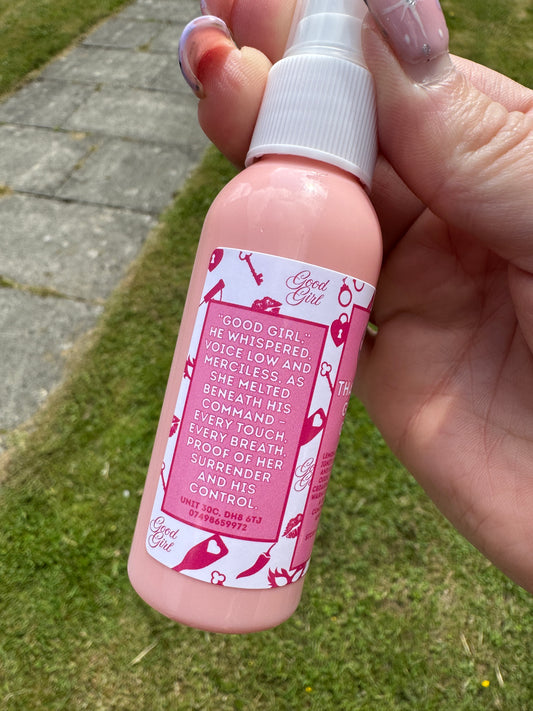 Good
Girl
"GOOD GIRL,"
HE WHISPERED,
VOICE LOW AND
MERCILESS, AS
SHE MELTED
BENEATH HIS
COMMAND -
EVERY TOUCH,
EVERY BREATH,
PROOF OF HER
SURRENDER
AND HIS
CONTROL.
UNIT 30C, DH8 6TJ
07498659972
Good
Girl